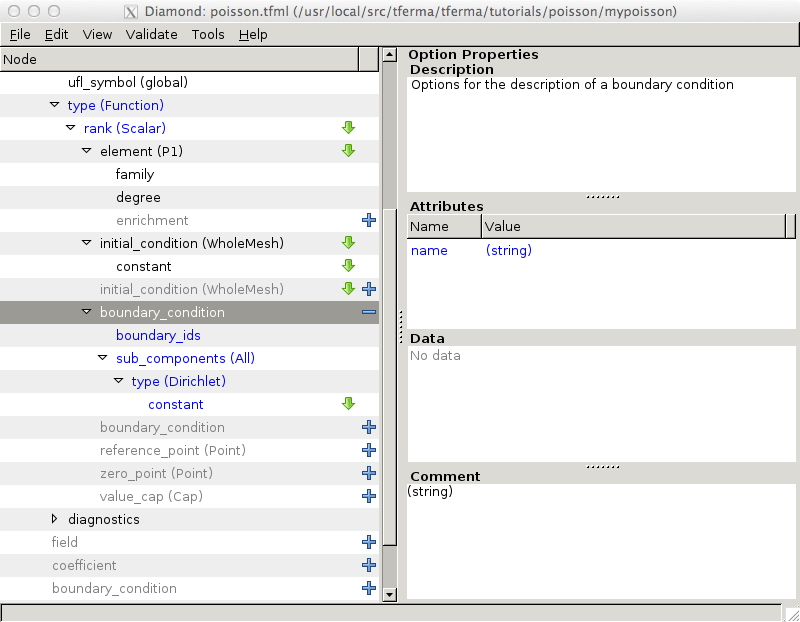 Diamond: poisson.tfml (/usr/local/src/tferma/tferma/tutorials/poisson/mypoisson)
File Edit View Validate Tools Help
Node
ufl_symbol (global)
type (Function)
rank (Scalar)
element (P1)
family
degree
enrichment
initial_condition (WholeMesh)
constant
initial_condition (WholeMesh)
boundary_condition
boundary_ids
sub_components (All)
type (Dirichlet)
constant
boundary_condition
reference_point (Point)
zero_point (Point)
value_cap (Cap)
diagnostics
field
coefficient
boundary_condition
Option Properties
Description
Options for the description of a boundary condition
Attributes
Name Value
name (string)
Data
No data
Comment
(string)